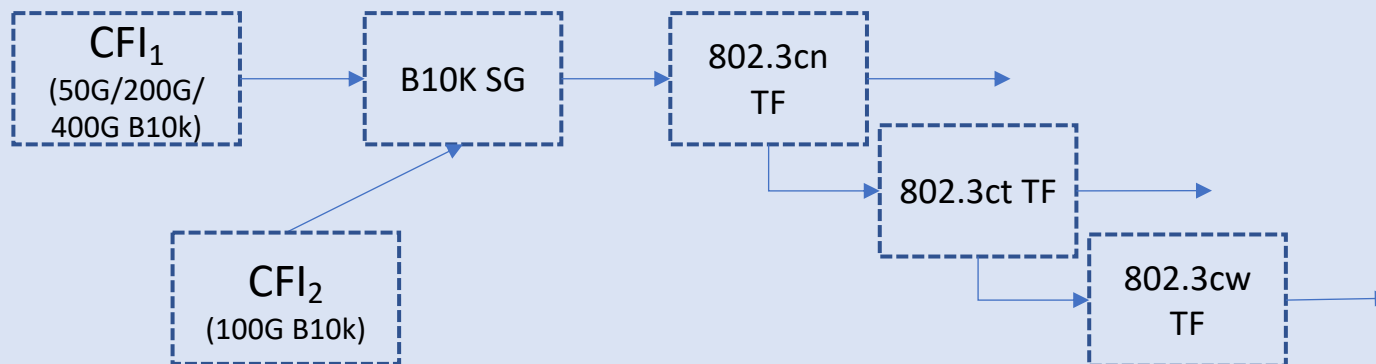 CFI₁
(50G/200G/
400G B10k)
B10K SG
802.3cn
TF
802.3ct TF
CFI₂
(100G B10k)
802.3cw
TF